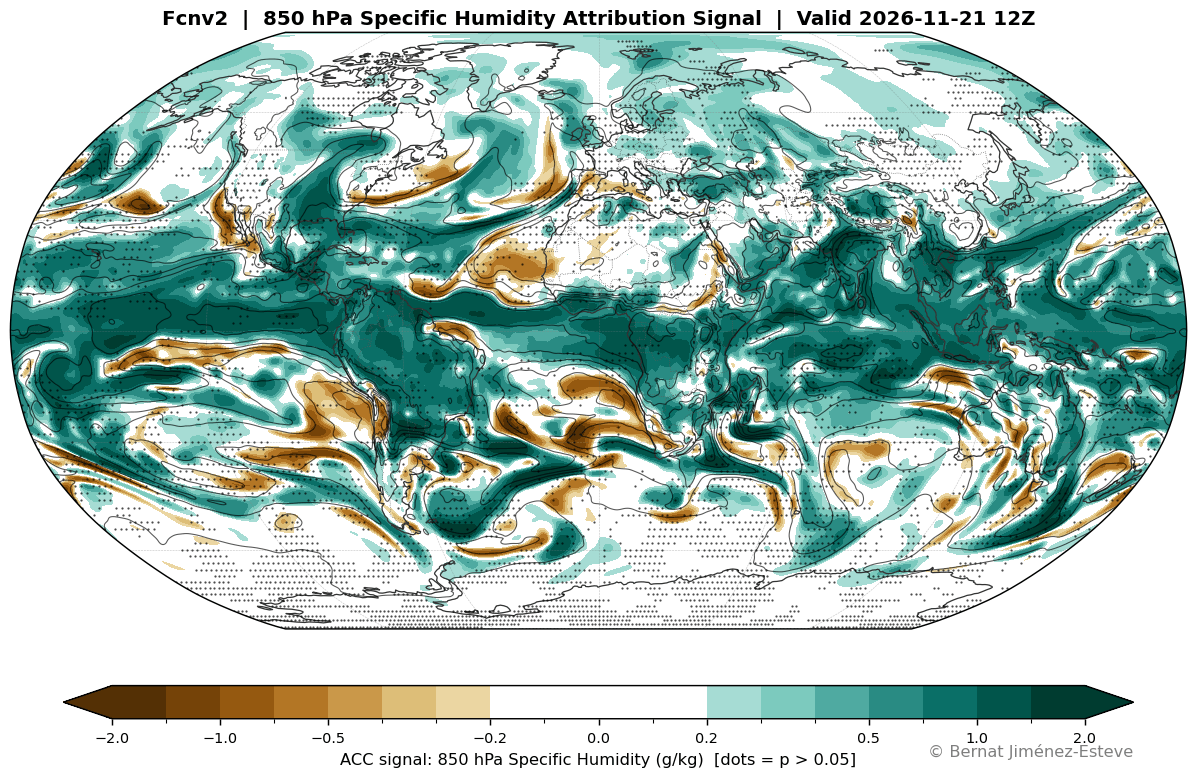 Fcnv2 | 850 hPa Specific Humidity Attribution Signal | Valid 2026-11-21 12Z
−2.0 −1.0 −0.5 −0.2 0.0 0.2 0.5 1.0 2.0
ACC signal: 850 hPa Specific Humidity (g/kg) [dots = p > 0.05]
© Bernat Jiménez-Esteve